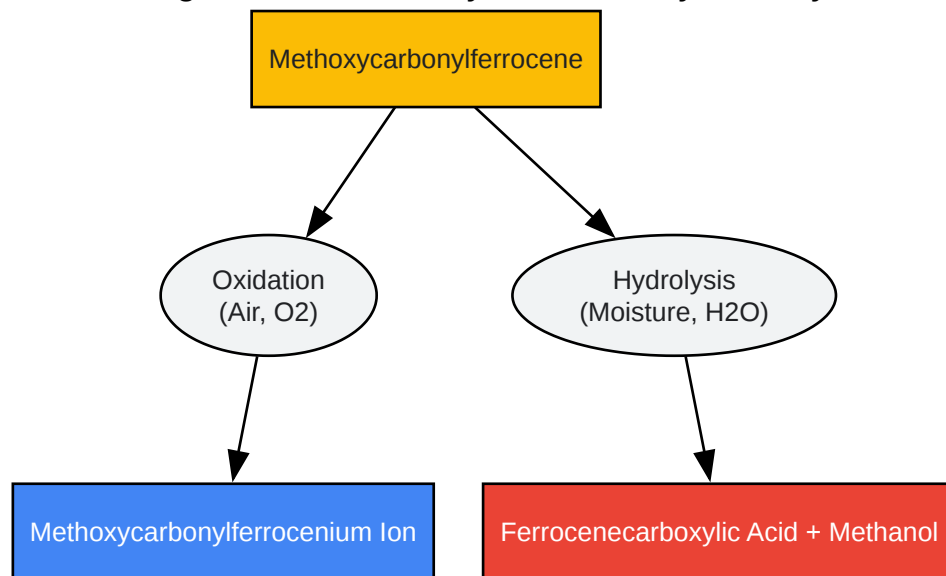 Methoxycarbonylferrocene
Oxidation
(Air, O2)
Hydrolysis
(Moisture, H2O)
Methoxycarbonylferrocenium Ion
Ferrocenecarboxylic Acid + Methanol